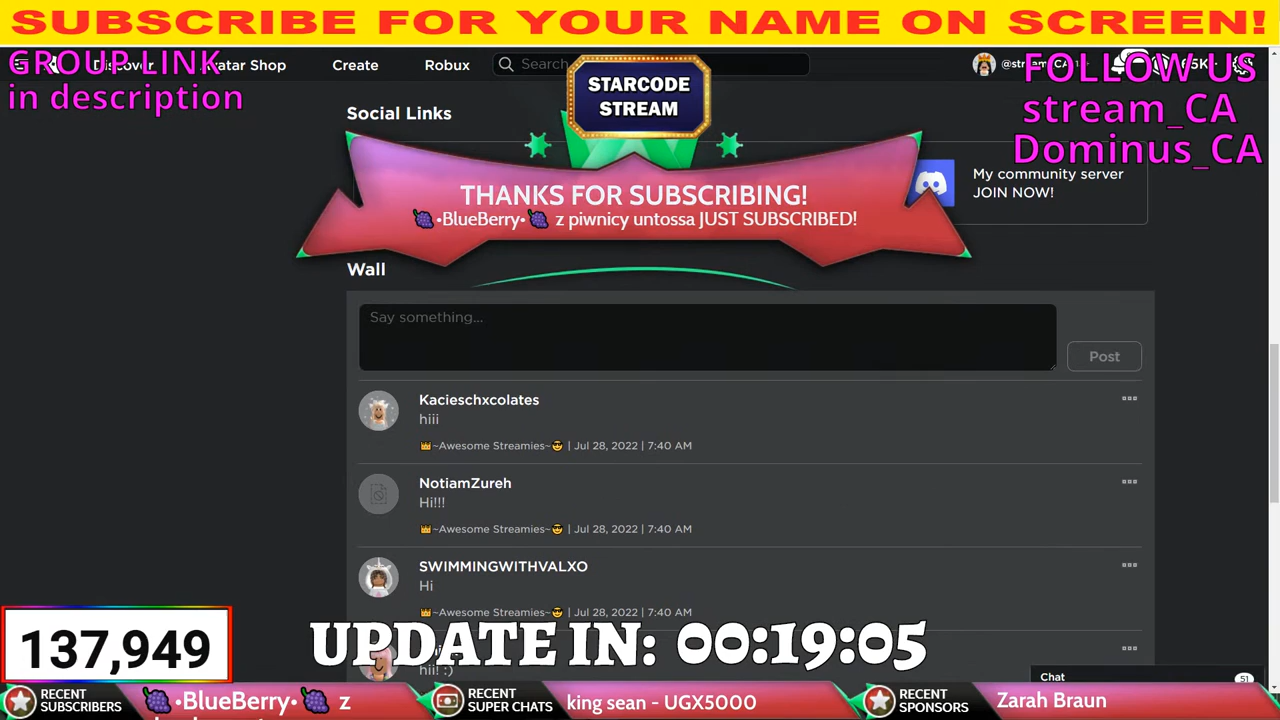 SUBSCRIBE FOR YOUR NAME ON SCREEN!
GROUP LINK
in description
Discover
Avatar Shop
Create
Robux
Search
STARCODE
STREAM
FOLLOW US
stream_CA
Dominus_CA
Social Links
My community server
JOIN NOW!
THANKS FOR SUBSCRIBING!
🍇•BlueBerry•🍇 z piwnicy untossa JUST SUBSCRIBED!
Wall
Say something...
Post
Kacieschxcolates
hiii
👑~Awesome Streamies~😎 | Jul 28, 2022 | 7:40 AM
NotiamZureh
Hi!!!
👑~Awesome Streamies~😎 | Jul 28, 2022 | 7:40 AM
SWIMMINGWITHVALXO
Hi
👑~Awesome Streamies~😎 | Jul 28, 2022 | 7:40 AM
hii! :)
137,949
UPDATE IN: 00:19:05
Chat
51
RECENT
SUBSCRIBERS
🍇•BlueBerry•🍇 z
RECENT
SUPER CHATS
king sean - UGX5000
RECENT
SPONSORS
Zarah Braun